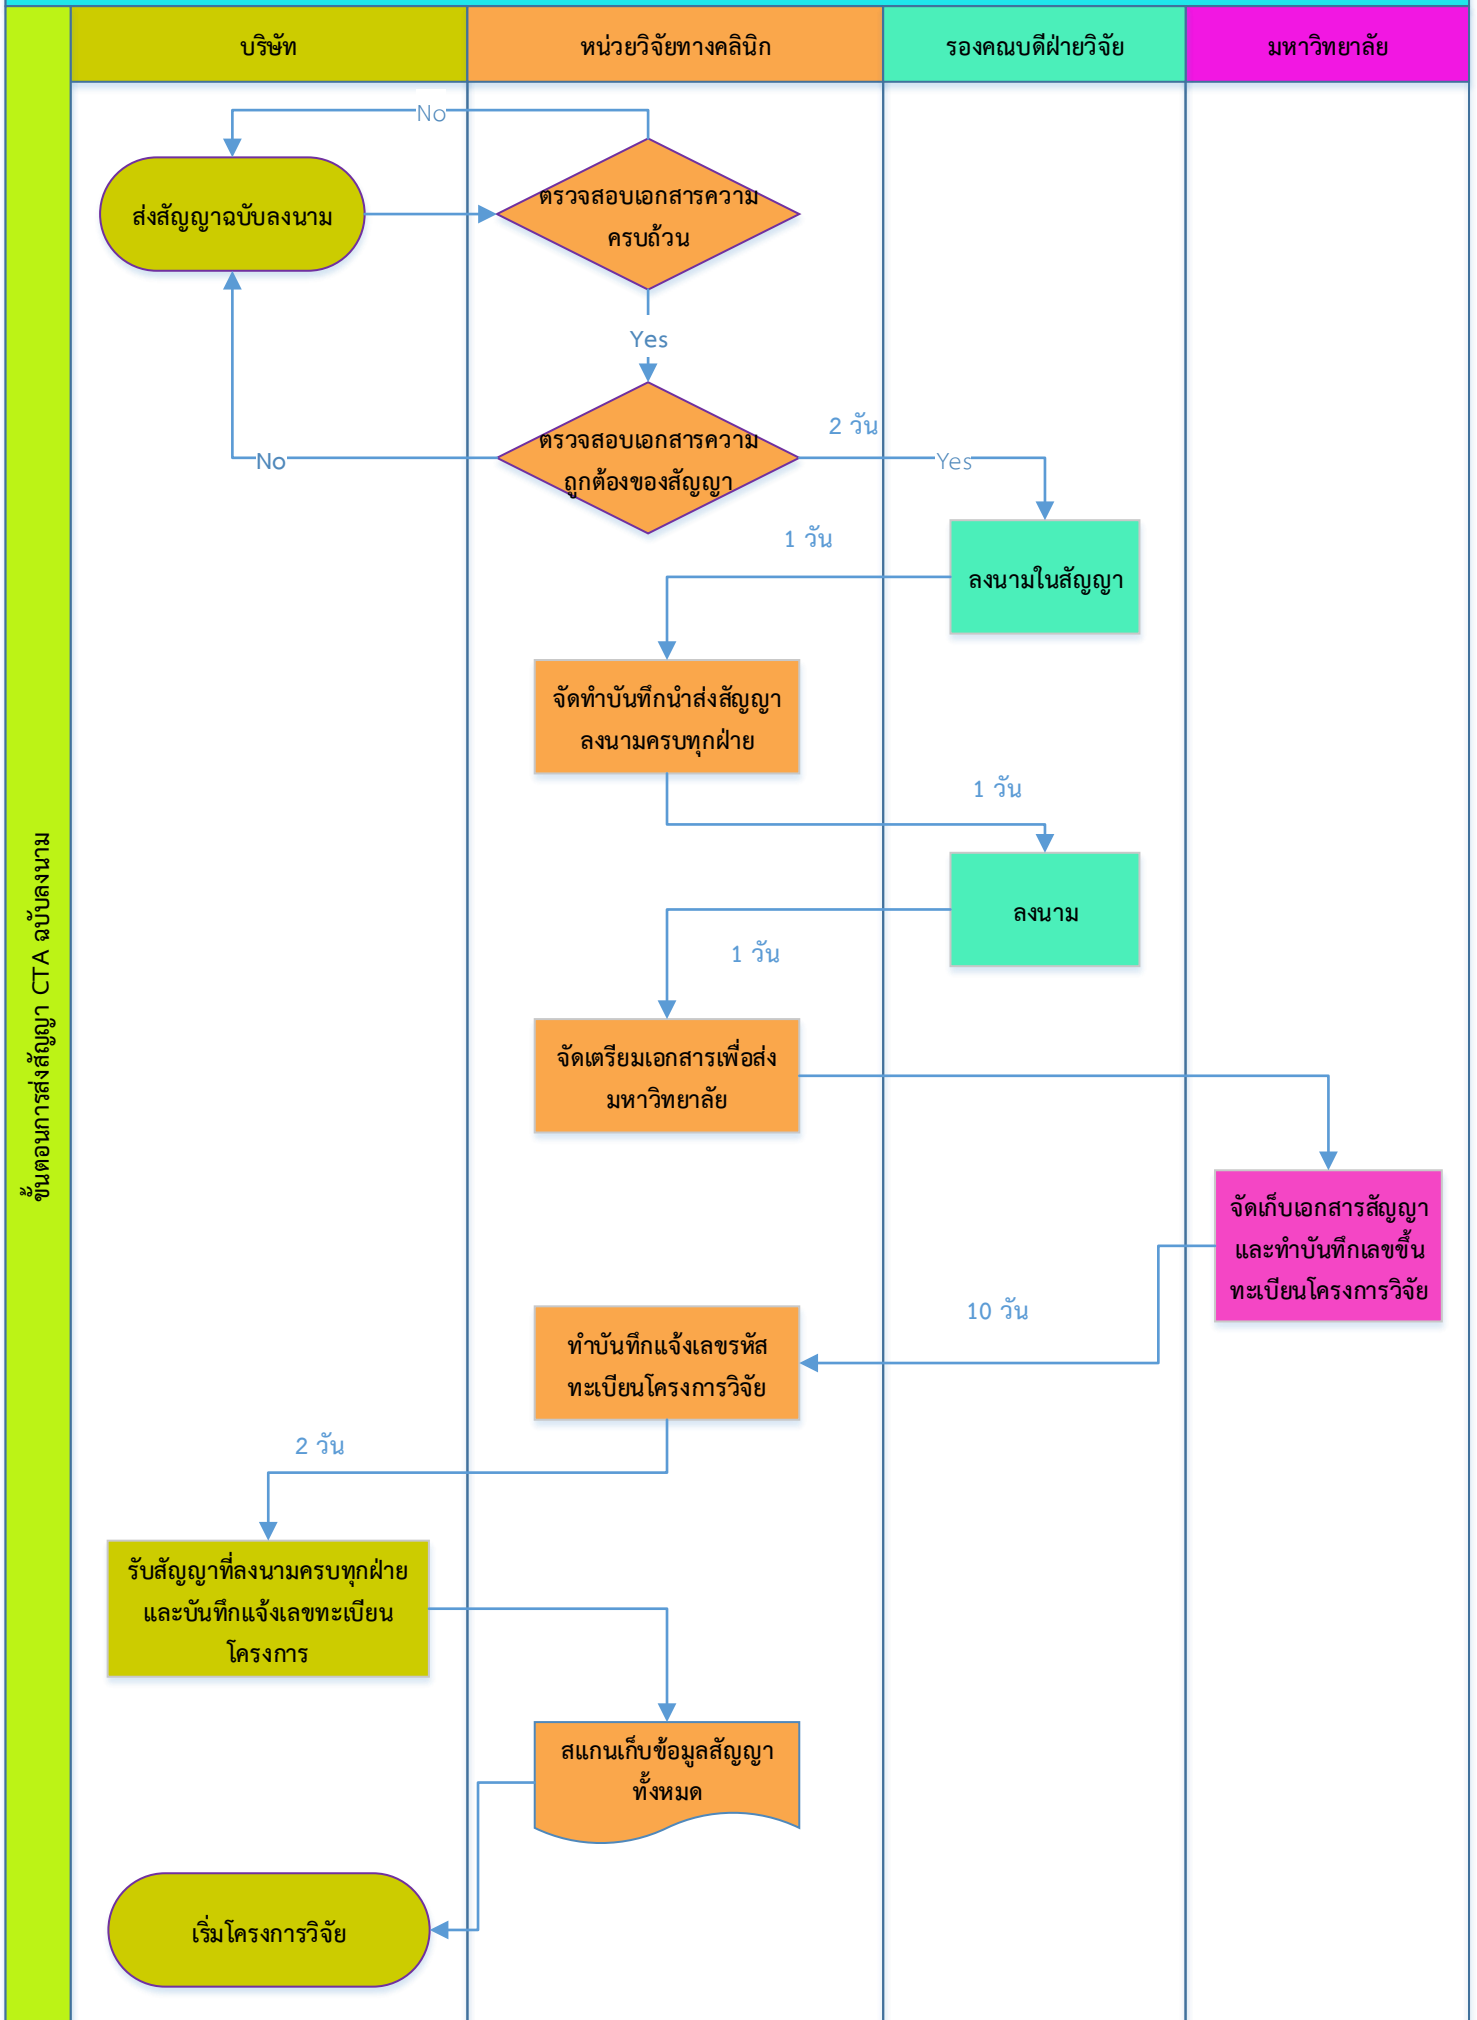 บริษัท
หน่วยวิจัยทางคลินิก
รองคณบดีฝ่ายวิจัย
มหาวิทยาลัย
ขั้นตอนการส่งสัญญา CTA ฉบับลงนาม
No
ส่งสัญญาฉบับลงนาม
ตรวจสอบเอกสารความ
ครบถ้วน
Yes
ตรวจสอบเอกสารความ
ถูกต้องของสัญญา
No
2 วัน
Yes
ลงนามในสัญญา
1 วัน
จัดทำบันทึกนำส่งสัญญา
ลงนามครบทุกฝ่าย
1 วัน
ลงนาม
1 วัน
จัดเตรียมเอกสารเพื่อส่ง
มหาวิทยาลัย
จัดเก็บเอกสารสัญญา
และทำบันทึกเลขขึ้น
ทะเบียนโครงการวิจัย
10 วัน
ทำบันทึกแจ้งเลขรหัส
ทะเบียนโครงการวิจัย
2 วัน
รับสัญญาที่ลงนามครบทุกฝ่าย
และบันทึกแจ้งเลขทะเบียน
โครงการ
สแกนเก็บข้อมูลสัญญา
ทั้งหมด
เริ่มโครงการวิจัย